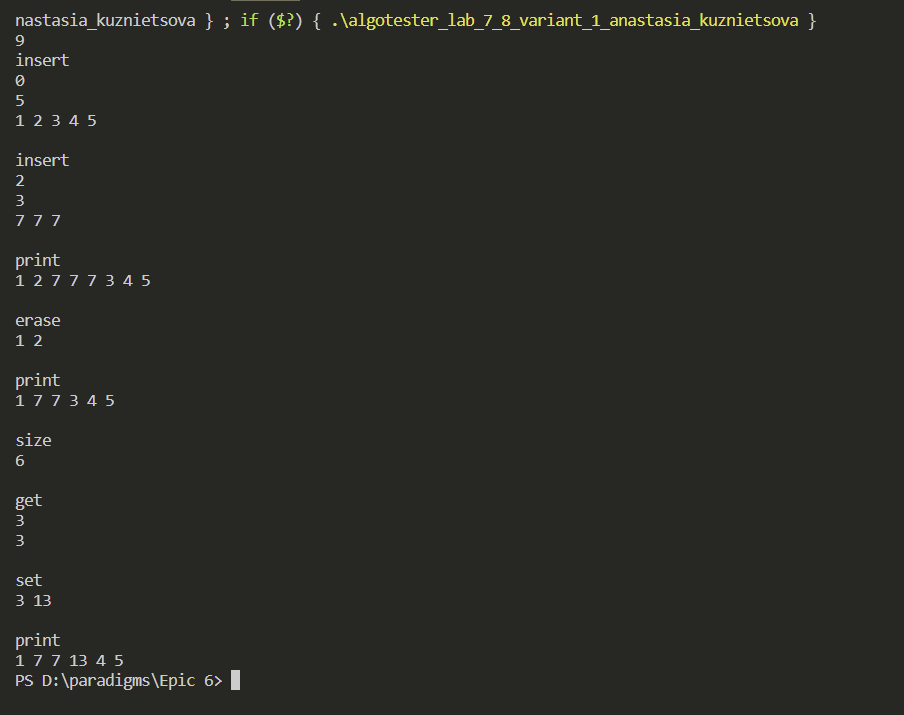 nastasia_kuznietsova } ; if ($?) { .\algotester_lab_7_8_variant_1_anastasia_kuznietsova }
9
insert
0
5
1 2 3 4 5

insert
2
3
7 7 7

print
1 2 7 7 7 3 4 5

erase
1 2

print
1 7 7 3 4 5

size
6

get
3
3

set
3 13

print
1 7 7 13 4 5
PS D:\paradigms\Epic 6>